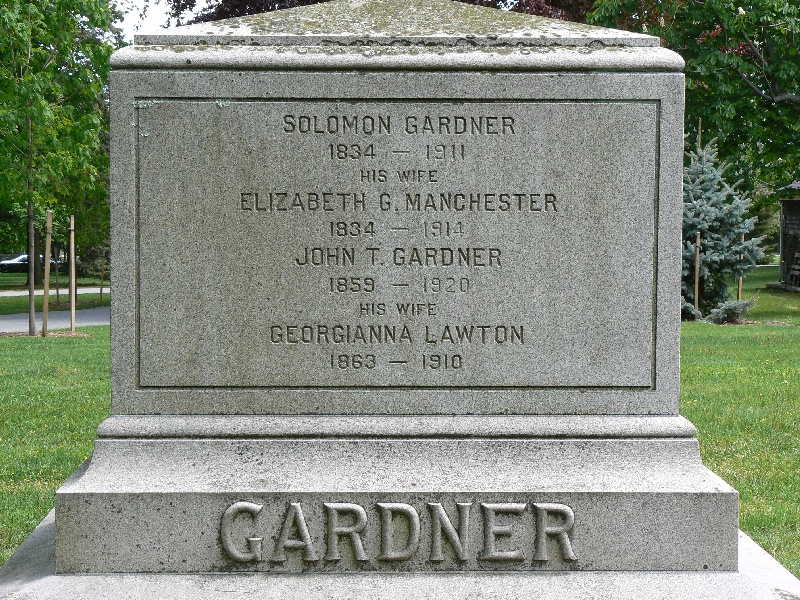 SOLOMON GARDNER
1834 — 1911
HIS WIFE
ELIZABETH G. MANCHESTER
1834 — 1914
JOHN T. GARDNER
1859 — 1920
HIS WIFE
GEORGIANNA LAWTON
1863 — 1910
GARDNER